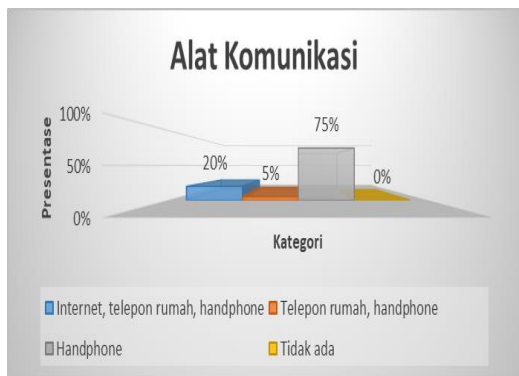 Alat Komunikasi
Presentase
100%
50%
0%
20%
5%
75%
0%
Kategori
Internet, telepon rumah, handphone
Telepon rumah, handphone
Handphone
Tidak ada